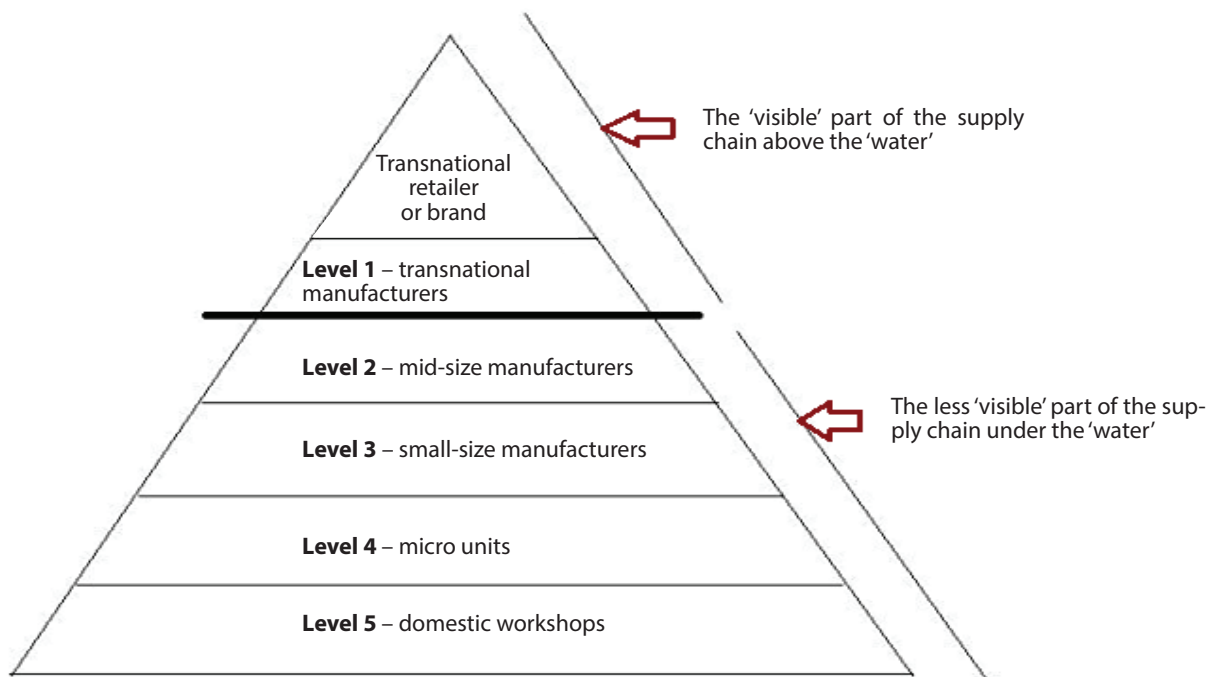 The ‘visible’ part of the supply
chain above the ‘water’
Transnational
retailer
or brand
Level 1 – transnational
manufacturers
Level 2 – mid-size manufacturers
The less ‘visible’ part of the sup-
ply chain under the ‘water’
Level 3 – small-size manufacturers
Level 4 – micro units
Level 5 – domestic workshops